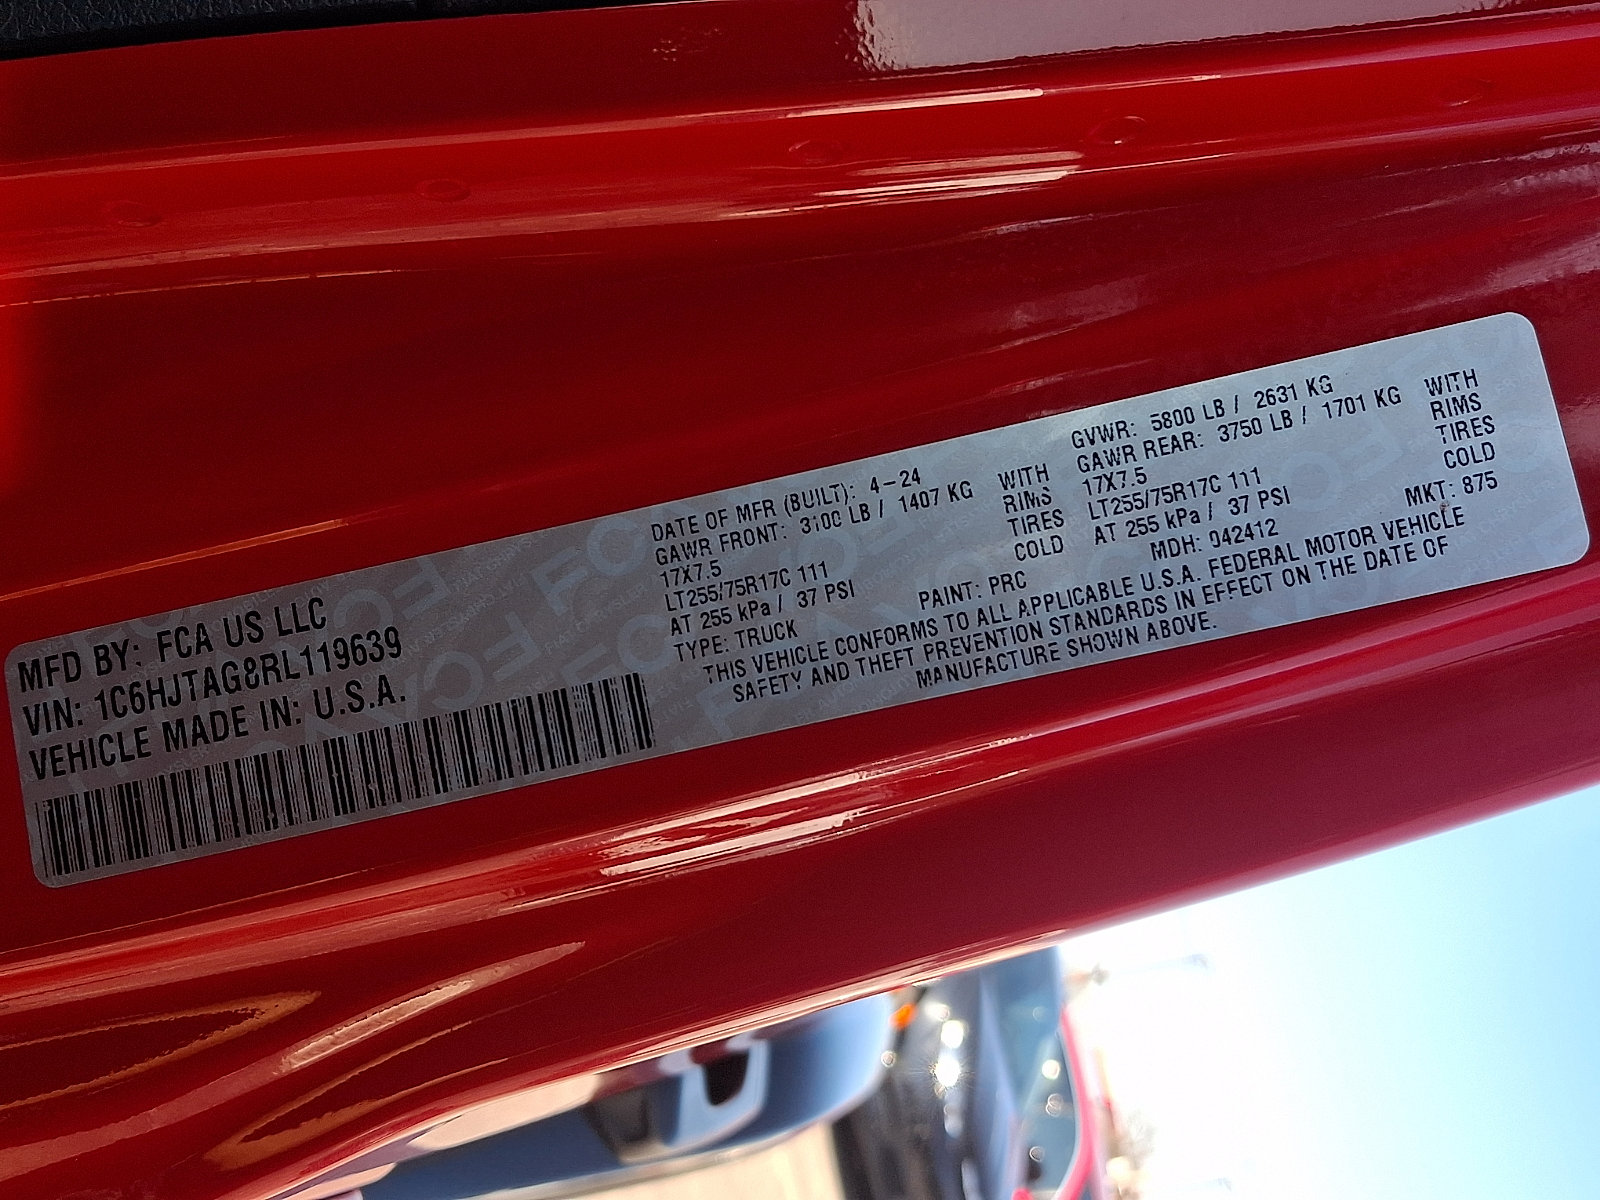 MFD BY: FCA US LLC
VIN: 1C6HJTAG8RL119639
VEHICLE MADE IN: U.S.A.
DATE OF MFR (BUILT): 4-24 GVWR: 5800 LB / 2631 KG
GAWR FRONT: 3100 LB / 1407 KG WITH GAWR REAR: 3750 LB / 1701 KG WITH
17X7.5 RIMS 17X7.5 RIMS
LT255/75R17C 111 TIRES LT255/75R17C 111 TIRES
AT 255 kPa / 37 PSI COLD AT 255 kPa / 37 PSI COLD
TYPE: TRUCK PAINT: PRC MDH: 042412 MKT: 875
THIS VEHICLE CONFORMS TO ALL APPLICABLE U.S.A. FEDERAL MOTOR VEHICLE
SAFETY AND THEFT PREVENTION STANDARDS IN EFFECT ON THE DATE OF
MANUFACTURE SHOWN ABOVE.